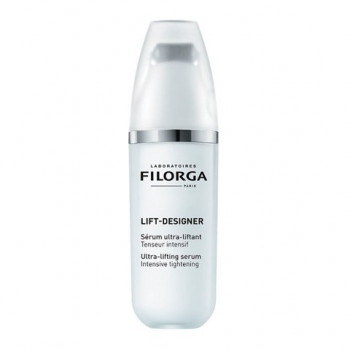 LABORATOIRES
FILORGA
PARIS
LIFT-DESIGNER
Sérum ultra-liftant
Tenseur intensif
Ultra-lifting serum
Intensive tightening